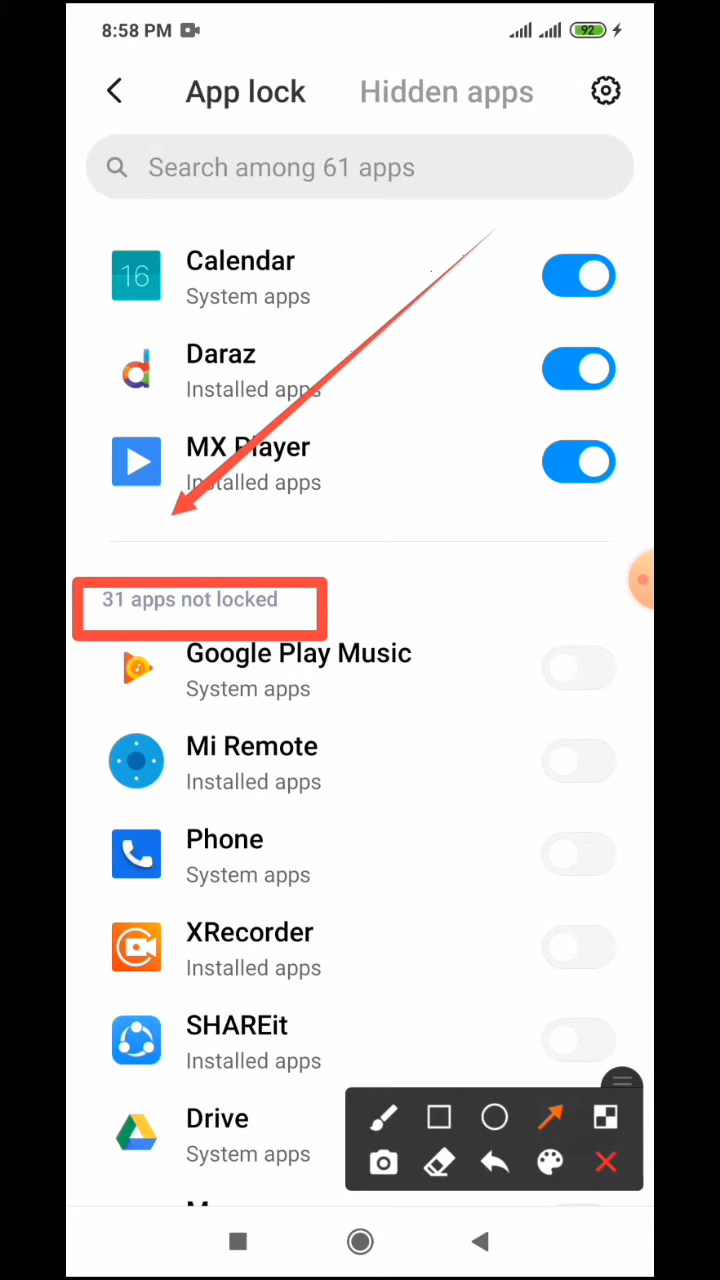 8:58 PM
92
App lock
Hidden apps
Search among 61 apps
16
Calendar
System apps
Daraz
Installed apps
MX Player
Installed apps
31 apps not locked
Google Play Music
System apps
Mi Remote
Installed apps
Phone
System apps
XRecorder
Installed apps
SHAREit
Installed apps
Drive
System apps